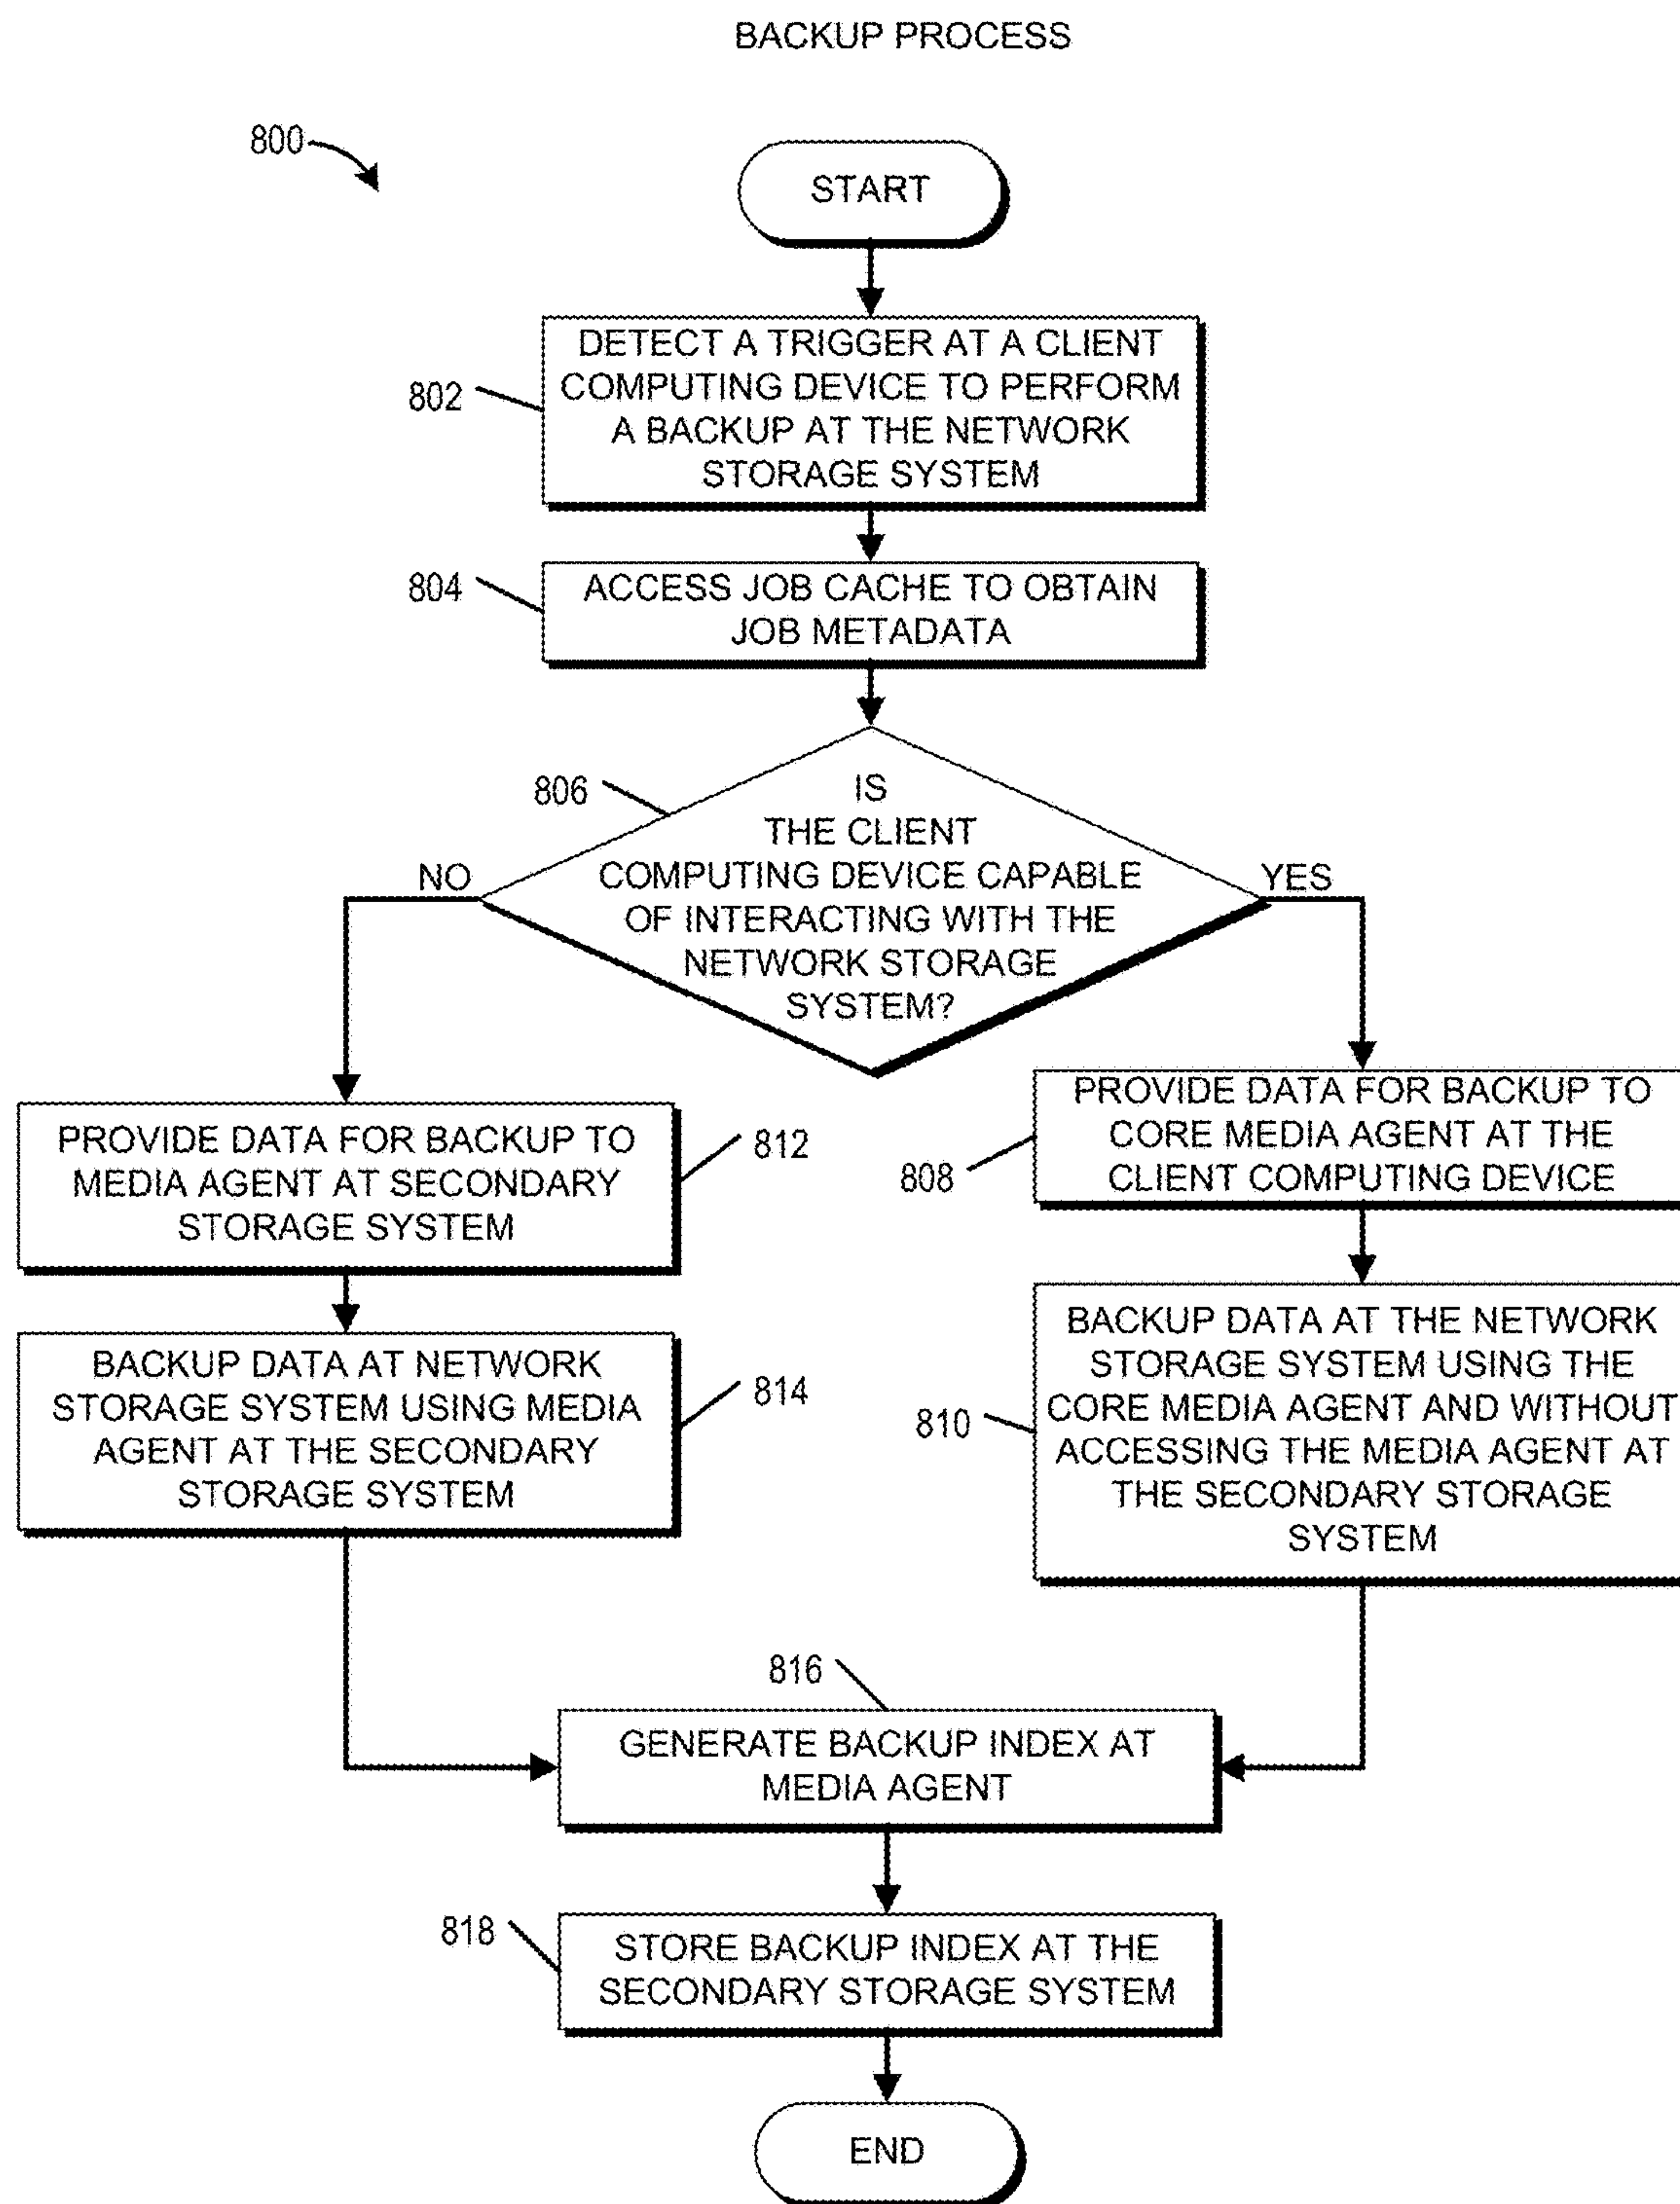 BACKUP PROCESS
800
START
802
DETECT A TRIGGER AT A CLIENT
COMPUTING DEVICE TO PERFORM
A BACKUP AT THE NETWORK
STORAGE SYSTEM
804
ACCESS JOB CACHE TO OBTAIN
JOB METADATA
806
IS
THE CLIENT
COMPUTING DEVICE CAPABLE
OF INTERACTING WITH THE
NETWORK STORAGE
SYSTEM?
NO
YES
PROVIDE DATA FOR BACKUP TO
MEDIA AGENT AT SECONDARY
STORAGE SYSTEM
812
808
PROVIDE DATA FOR BACKUP TO
CORE MEDIA AGENT AT THE
CLIENT COMPUTING DEVICE
BACKUP DATA AT NETWORK
STORAGE SYSTEM USING MEDIA
AGENT AT THE SECONDARY
STORAGE SYSTEM
814
810
BACKUP DATA AT THE NETWORK
STORAGE SYSTEM USING THE
CORE MEDIA AGENT AND WITHOUT
ACCESSING THE MEDIA AGENT AT
THE SECONDARY STORAGE
SYSTEM
816
GENERATE BACKUP INDEX AT
MEDIA AGENT
818
STORE BACKUP INDEX AT THE
SECONDARY STORAGE SYSTEM
END